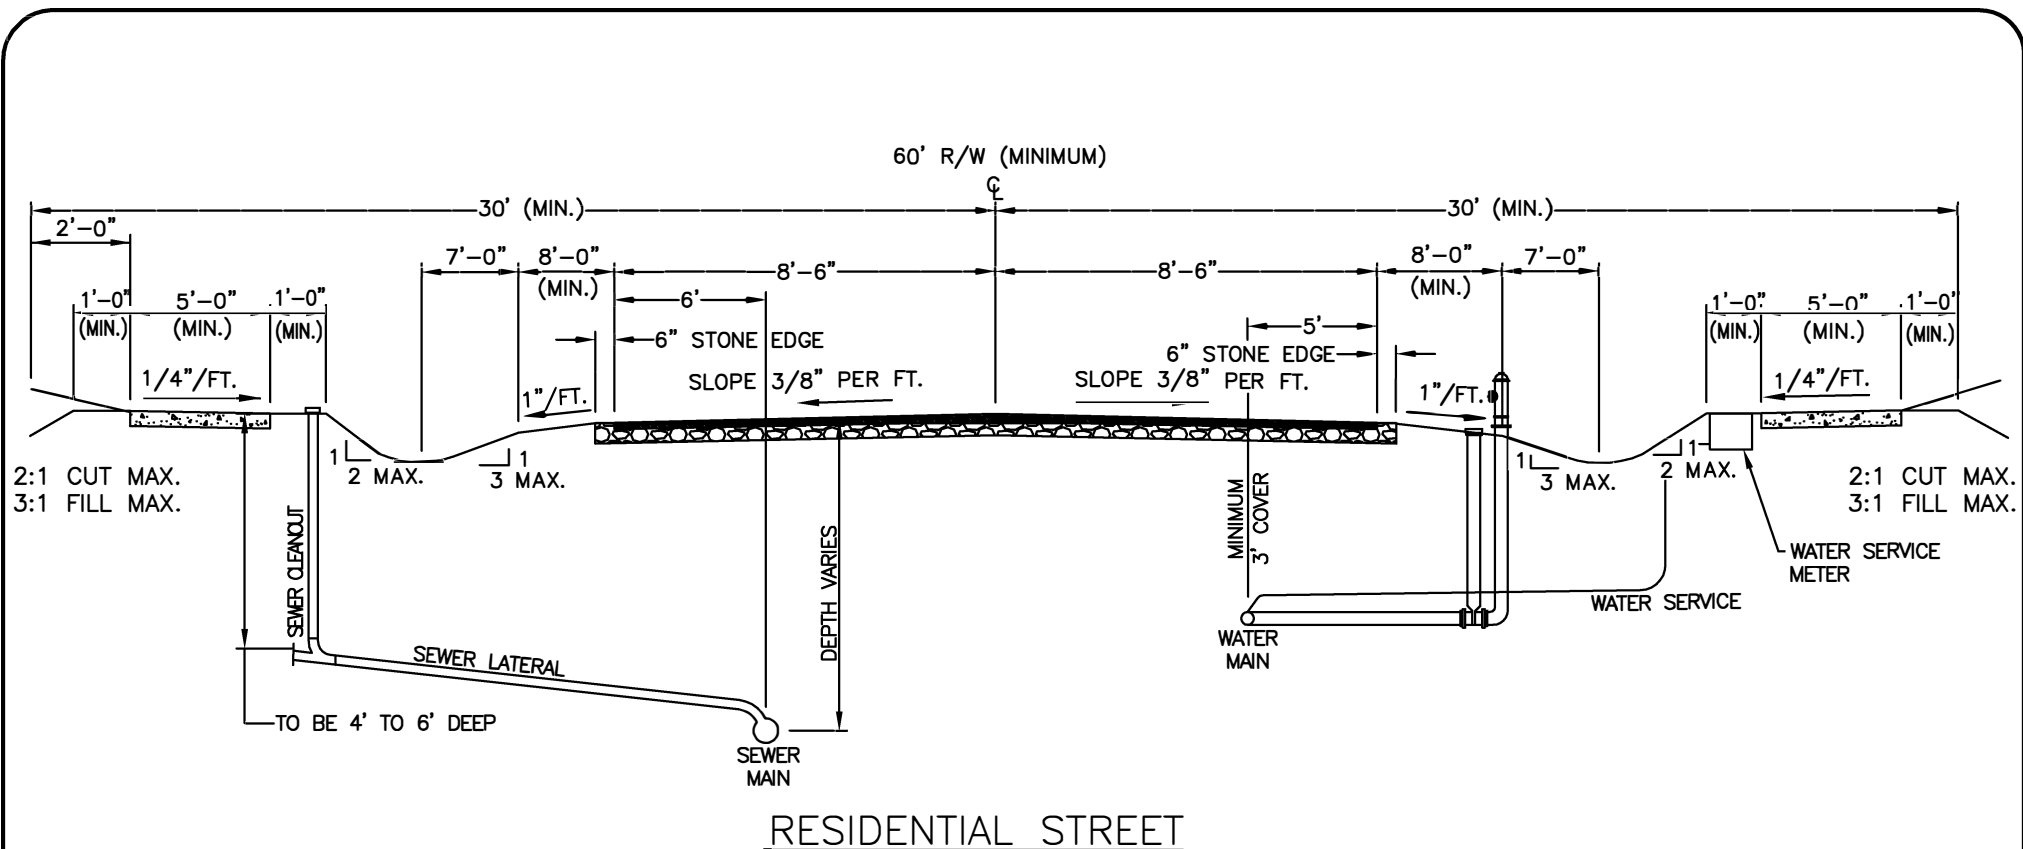 60' R/W (MINIMUM)
℄
30' (MIN.) 30' (MIN.)
2'-0"
7'-0" 8'-0" 8'-6" 8'-6" 8'-0" 7'-0"
(MIN.) (MIN.)
1'-0" 5'-0" 1'-0" 6' 5' 1'-0" 5'-0" 1'-0"
(MIN.) (MIN.) (MIN.) (MIN.) (MIN.) (MIN.)
6" STONE EDGE 6" STONE EDGE
1/4"/FT. 1"/FT. SLOPE 3/8" PER FT. SLOPE 3/8" PER FT. 1"/FT. 1/4"/FT.
1 1 1 1
2 MAX. 3 MAX. 3 MAX. 2 MAX.
2:1 CUT MAX.
3:1 FILL MAX.
2:1 CUT MAX.
3:1 FILL MAX.
SEWER CLEANOUT
DEPTH VARIES
MINIMUM
3' COVER
WATER SERVICE
METER
WATER SERVICE
WATER
MAIN
SEWER LATERAL
TO BE 4' TO 6' DEEP
SEWER
MAIN
RESIDENTIAL STREET